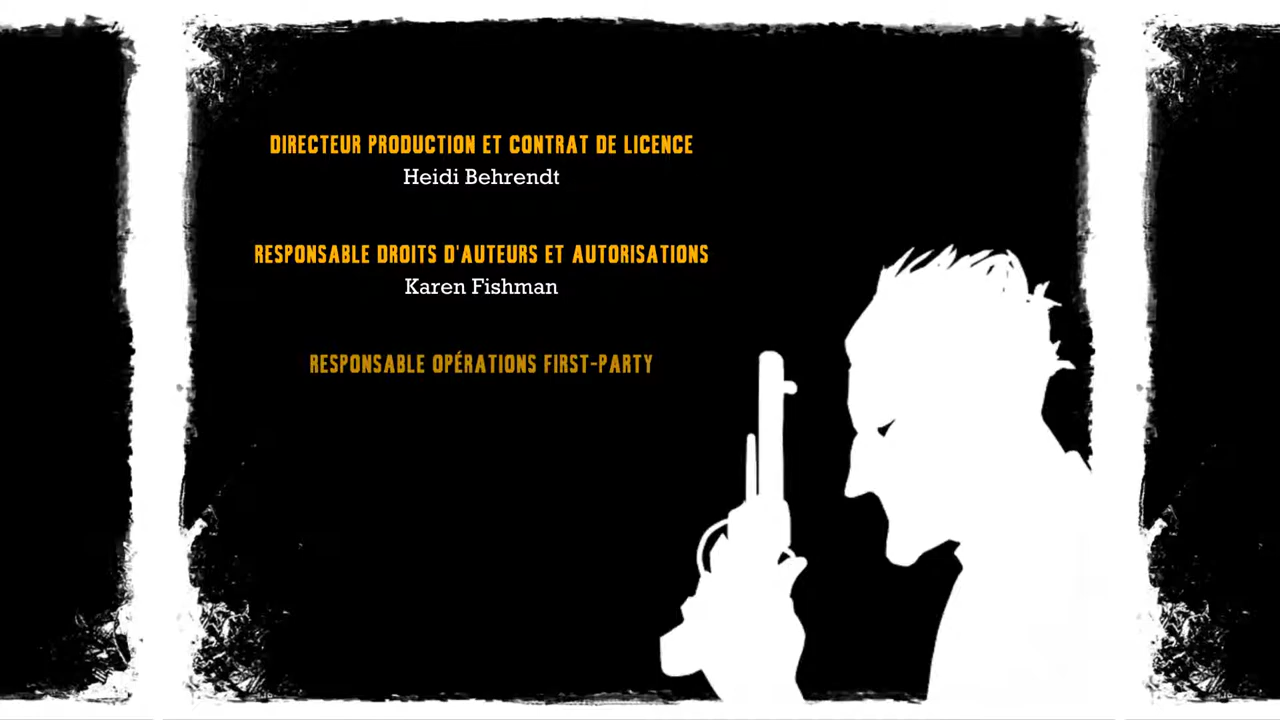 DIRECTEUR PRODUCTION ET CONTRAT DE LICENCE
Heidi Behrendt
RESPONSABLE DROITS D'AUTEURS ET AUTORISATIONS
Karen Fishman
RESPONSABLE OPÉRATIONS FIRST-PARTY